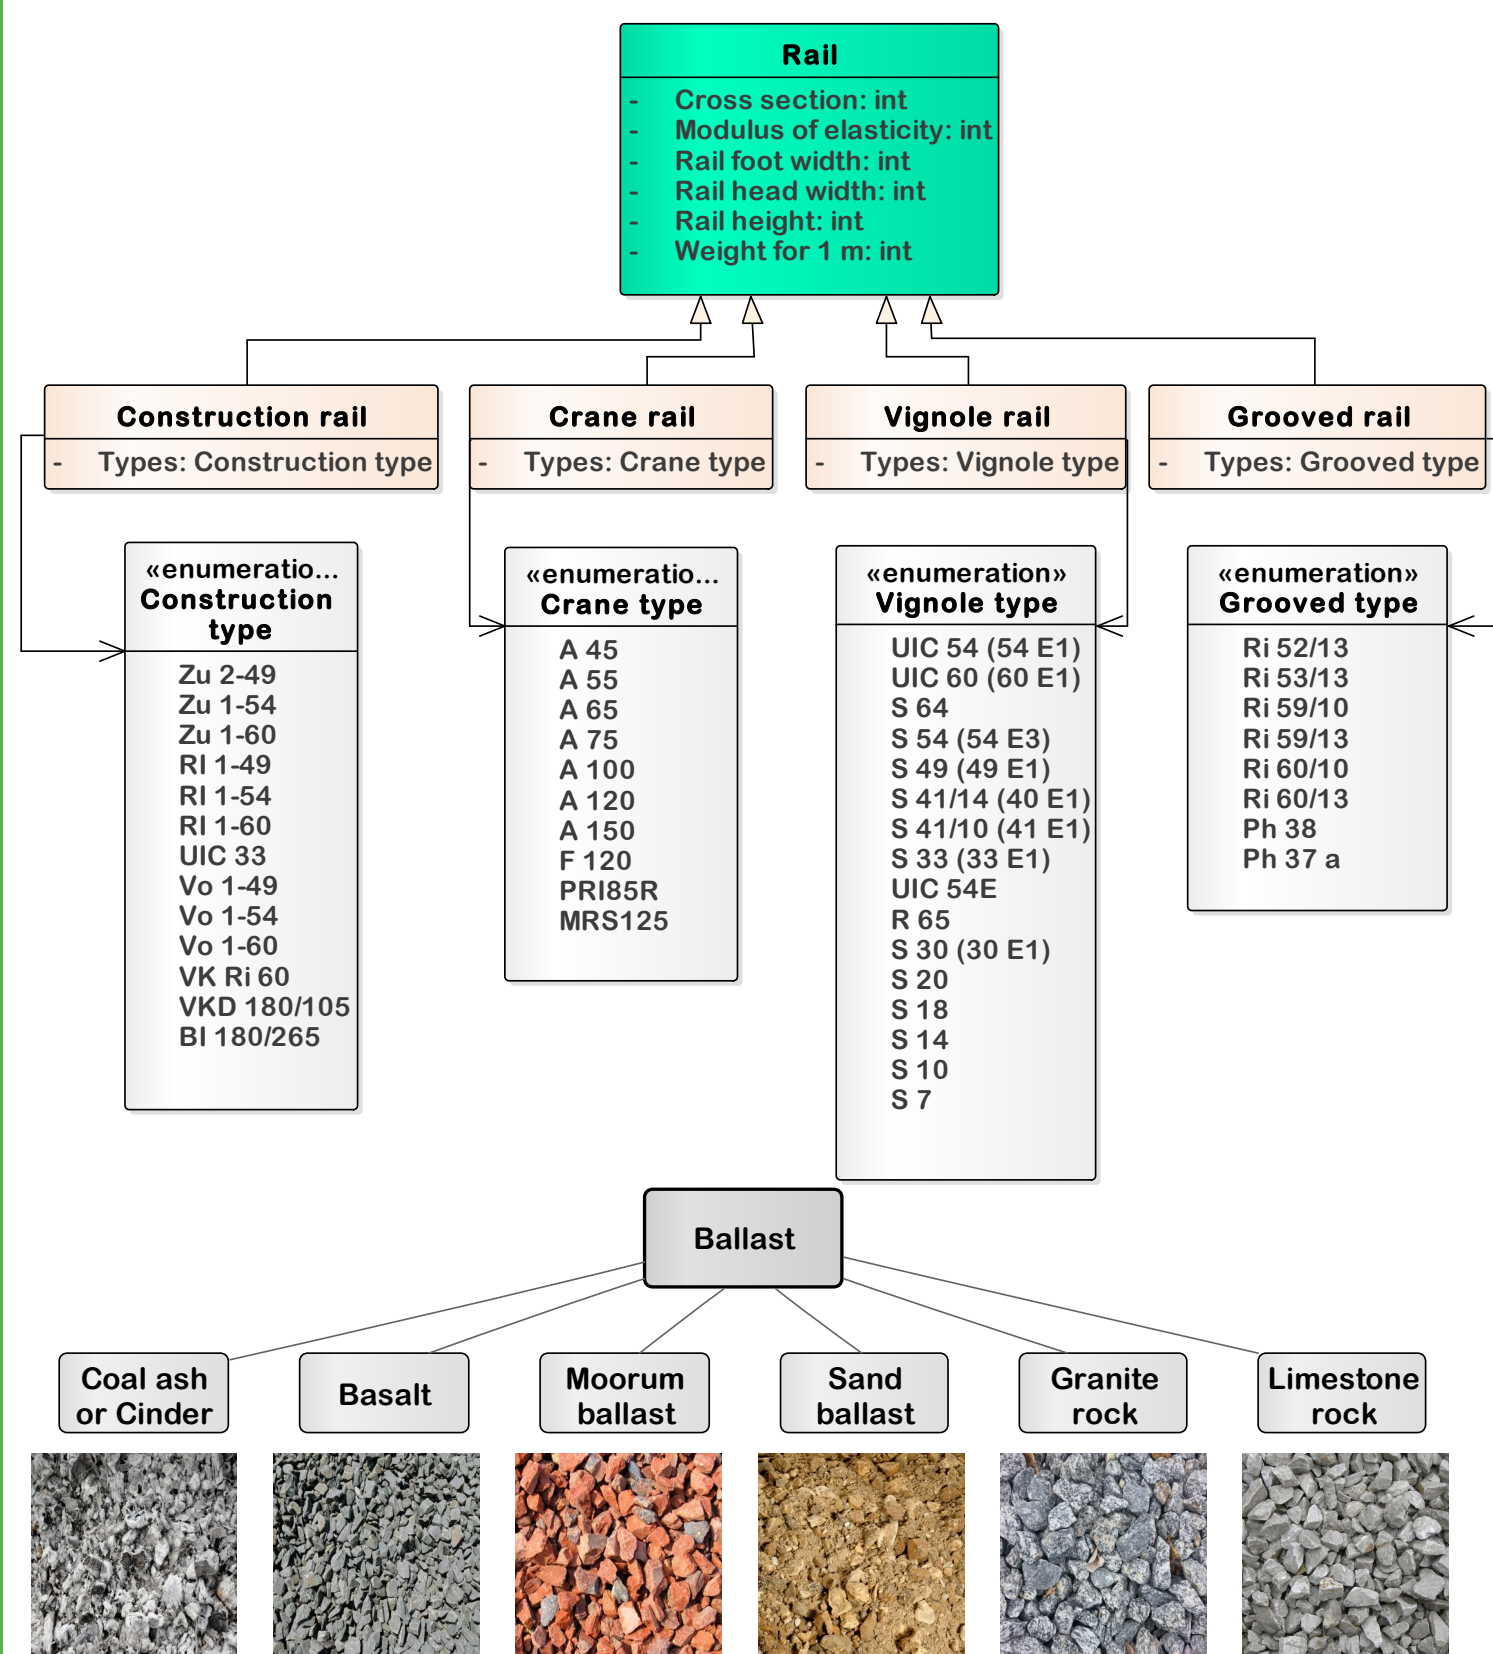 Rail
- Cross section: int
- Modulus of elasticity: int
- Rail foot width: int
- Rail head width: int
- Rail height: int
- Weight for 1 m: int
Construction rail
- Types: Construction type
Crane rail
- Types: Crane type
Vignole rail
- Types: Vignole type
Grooved rail
- Types: Grooved type
«enumeratio...
Construction
type
Zu 2-49
Zu 1-54
Zu 1-60
RI 1-49
RI 1-54
RI 1-60
UIC 33
Vo 1-49
Vo 1-54
Vo 1-60
VK Ri 60
VKD 180/105
BI 180/265
«enumeratio...
Crane type
A 45
A 55
A 65
A 75
A 100
A 120
A 150
F 120
PRI85R
MRS125
«enumeration»
Vignole type
UIC 54 (54 E1)
UIC 60 (60 E1)
S 64
S 54 (54 E3)
S 49 (49 E1)
S 41/14 (40 E1)
S 41/10 (41 E1)
S 33 (33 E1)
UIC 54E
R 65
S 30 (30 E1)
S 20
S 18
S 14
S 10
S 7
«enumeration»
Grooved type
Ri 52/13
Ri 53/13
Ri 59/10
Ri 59/13
Ri 60/10
Ri 60/13
Ph 38
Ph 37 a
Ballast
Coal ash
or Cinder
Basalt
Moorum
ballast
Sand
ballast
Granite
rock
Limestone
rock